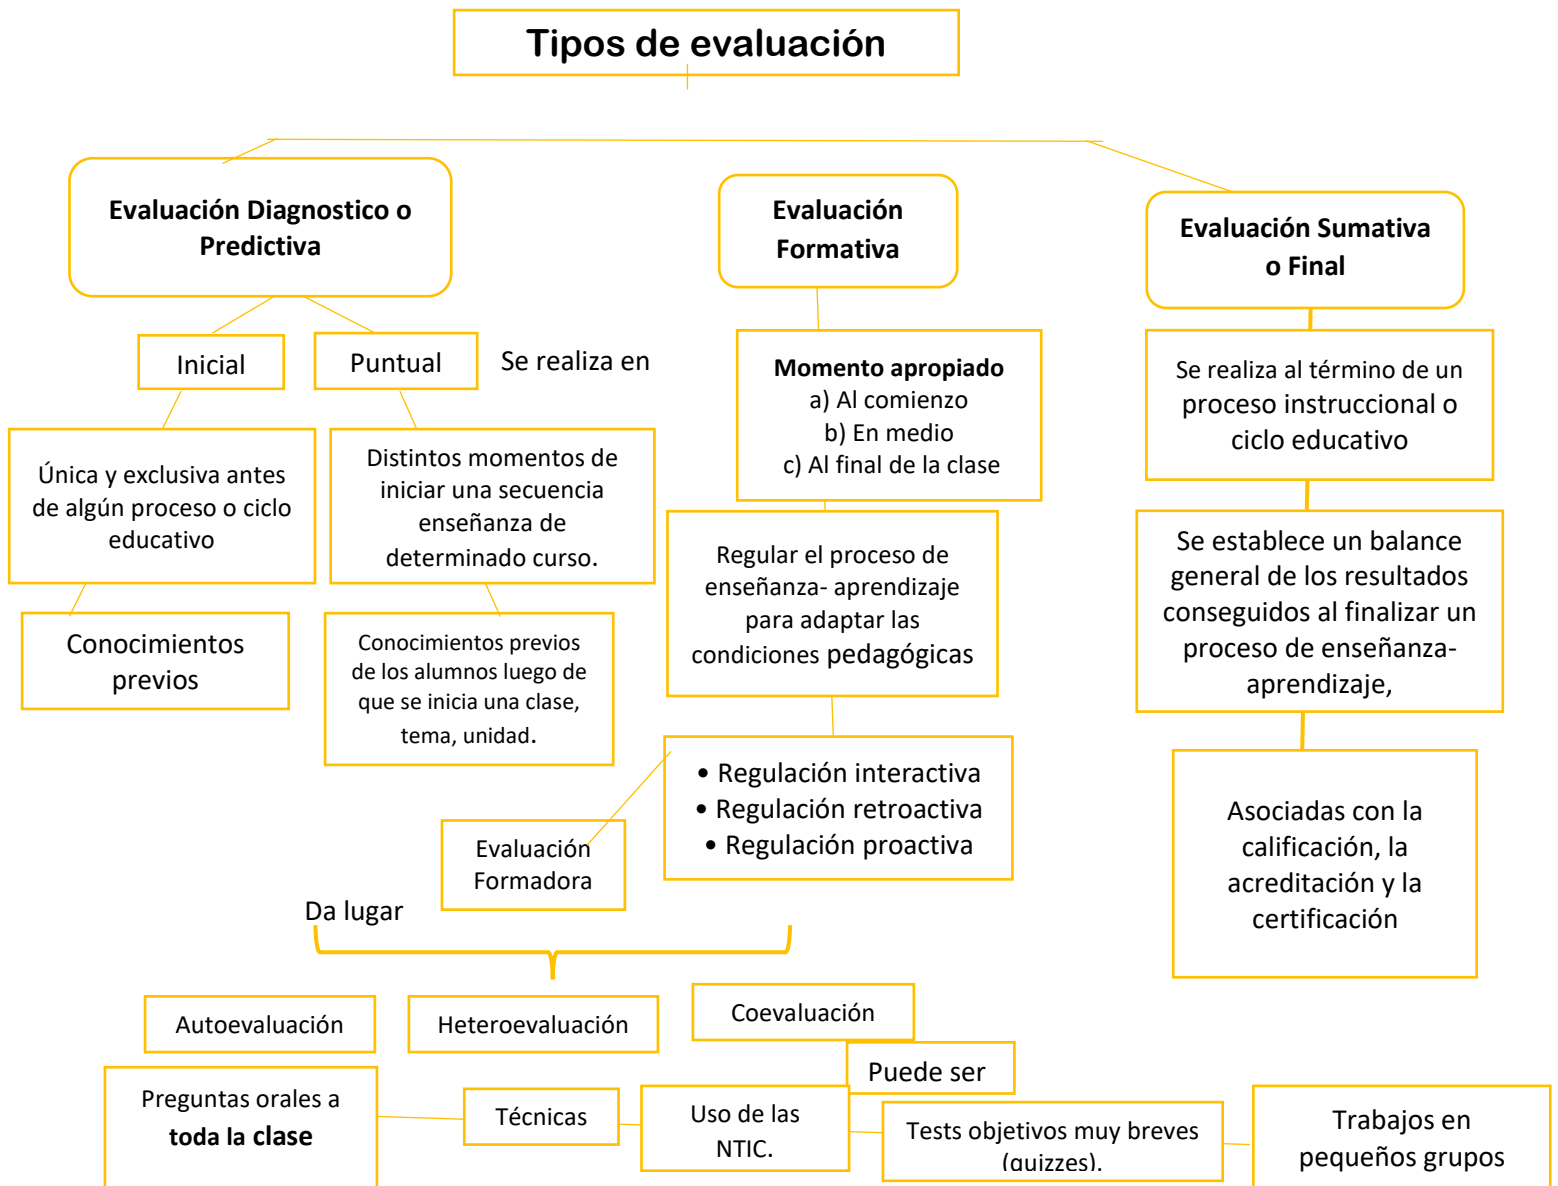 Tipos de evaluación
Evaluación Diagnostico o
Predictiva
Evaluación
Formativa
Evaluación Sumativa
o Final
Inicial
Puntual
Se realiza en
Única y exclusiva antes
de algún proceso o ciclo
educativo
Distintos momentos de
iniciar una secuencia
enseñanza de
determinado curso.
Conocimientos
previos
Conocimientos previos
de los alumnos luego de
que se inicia una clase,
tema, unidad.
Momento apropiado
a) Al comienzo
b) En medio
c) Al final de la clase
Regular el proceso de
enseñanza- aprendizaje
para adaptar las
condiciones pedagógicas
• Regulación interactiva
• Regulación retroactiva
• Regulación proactiva
Se realiza al término de un
proceso instruccional o
ciclo educativo
Se establece un balance
general de los resultados
conseguidos al finalizar un
proceso de enseñanza-
aprendizaje,
Asociadas con la
calificación, la
acreditación y la
certificación
Evaluación
Formadora
Da lugar
Autoevaluación
Heteroevaluación
Coevaluación
Puede ser
Preguntas orales a
toda la clase
Técnicas
Uso de las
NTIC.
Tests objetivos muy breves
(quizzes).
Trabajos en
pequeños grupos